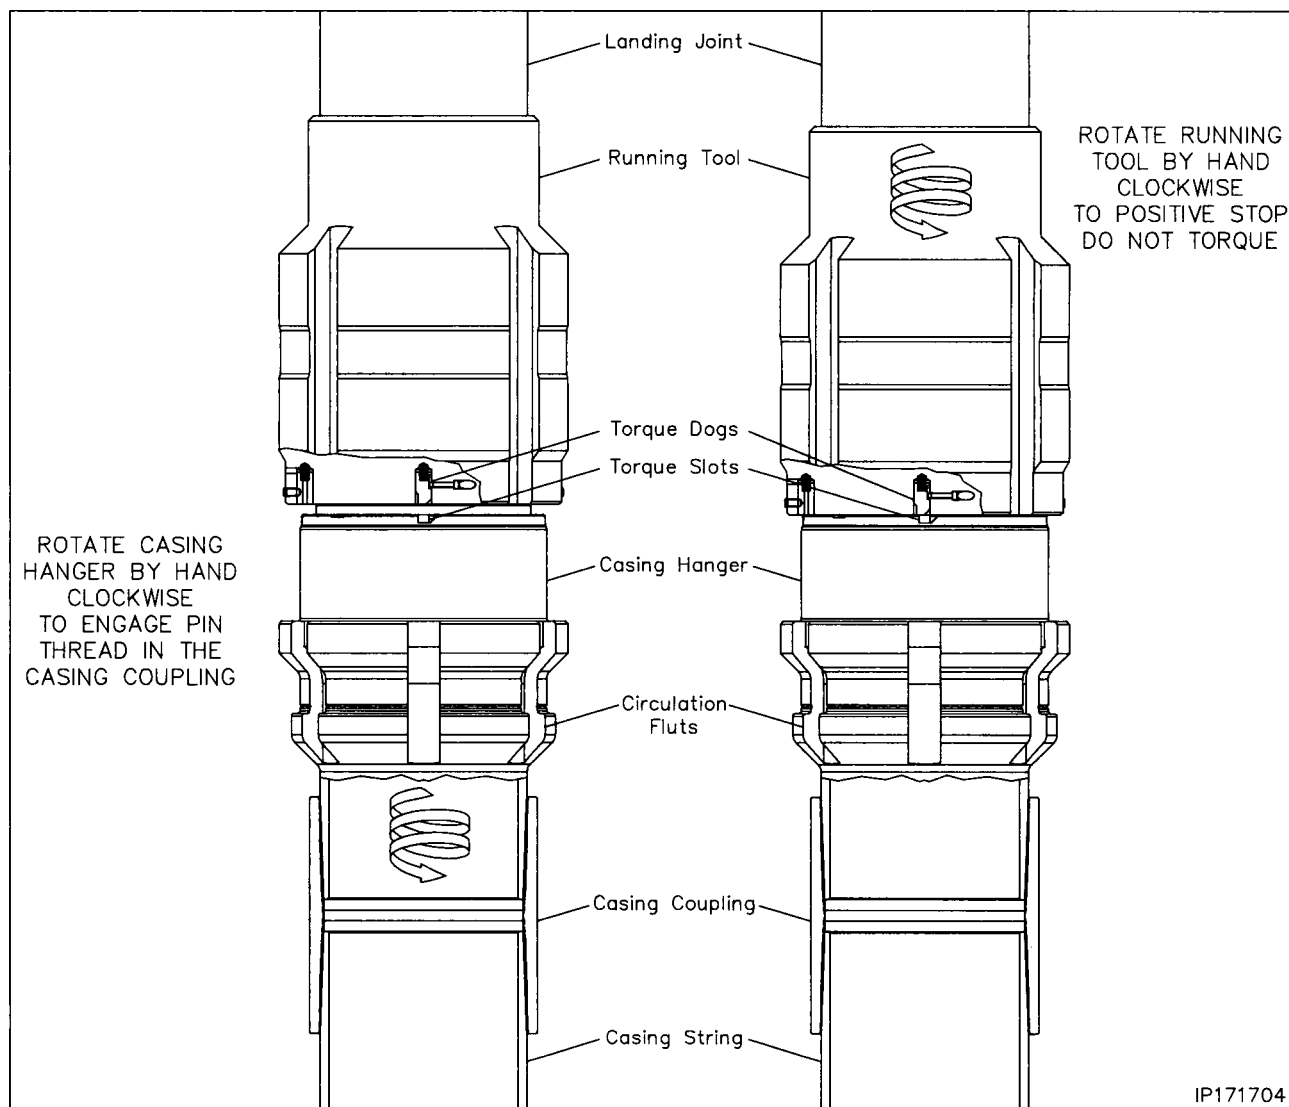 Landing Joint
Running Tool
ROTATE RUNNING
TOOL BY HAND
CLOCKWISE
TO POSITIVE STOP
DO NOT TORQUE
Torque Dogs
Torque Slots
ROTATE CASING
HANGER BY HAND
CLOCKWISE
TO ENGAGE PIN
THREAD IN THE
CASING COUPLING
Casing Hanger
Circulation
Fluts
Casing Coupling
Casing String
IP171704